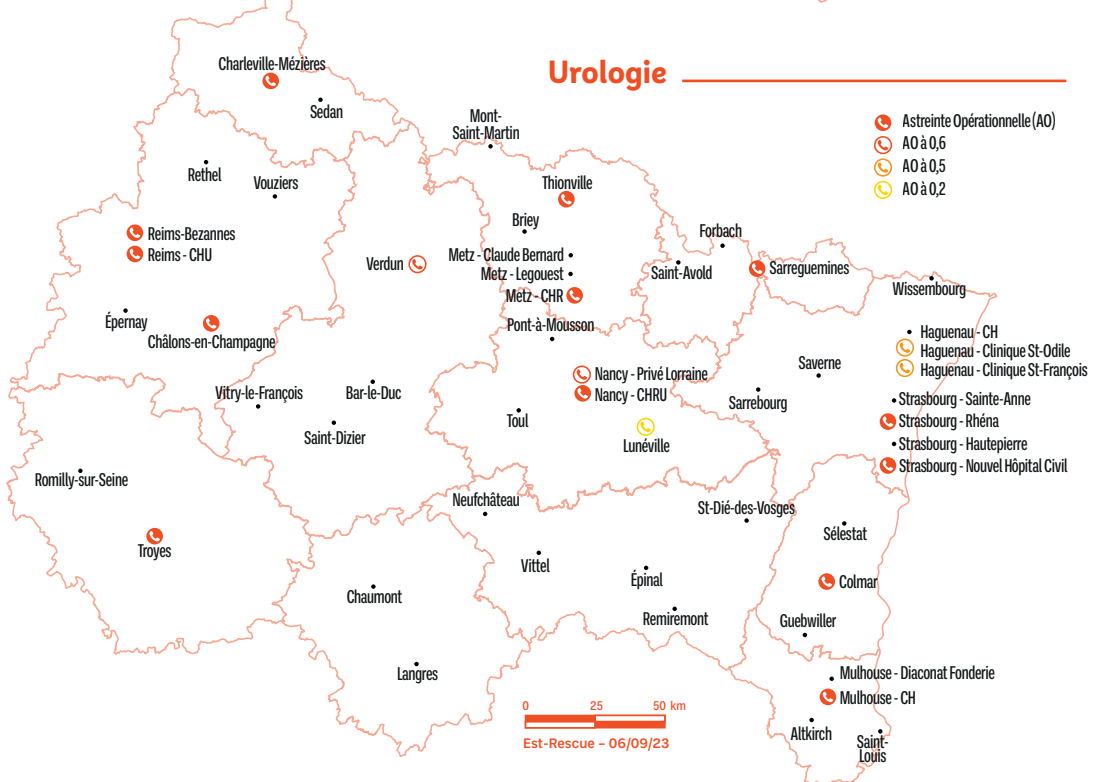 Urologie
Astreinte Opérationnelle (AO)
AO à 0,6
AO à 0,5
AO à 0,2
Charleville-Mézières
Sedan
Mont-
Saint-Martin
Rethel
Vouziers
Thionville
Briey
Reims-Bezannes
Reims - CHU
Verdun
Metz - Claude Bernard
Metz - Legouest
Metz - CHR
Forbach
Saint-Avold
Sarreguemines
Wissembourg
Épernay
Châlons-en-Champagne
Pont-à-Mousson
Haguenau - CH
Haguenau - Clinique St-Odile
Haguenau - Clinique St-François
Saverne
Nancy - Privé Lorraine
Nancy - CHRU
Vitry-le-François
Bar-le-Duc
Sarrebourg
Strasbourg - Sainte-Anne
Strasbourg - Rhéna
Strasbourg - Hautepierre
Strasbourg - Nouvel Hôpital Civil
Saint-Dizier
Toul
Lunéville
Romilly-sur-Seine
Neufchâteau
St-Dié-des-Vosges
Sélestat
Troyes
Vittel
Épinal
Colmar
Chaumont
Remiremont
Guebwiller
Langres
Mulhouse - Diaconat Fonderie
Mulhouse - CH
Altkirch
Saint-
Louis
0 25 50 km
Est-Rescue – 06/09/23